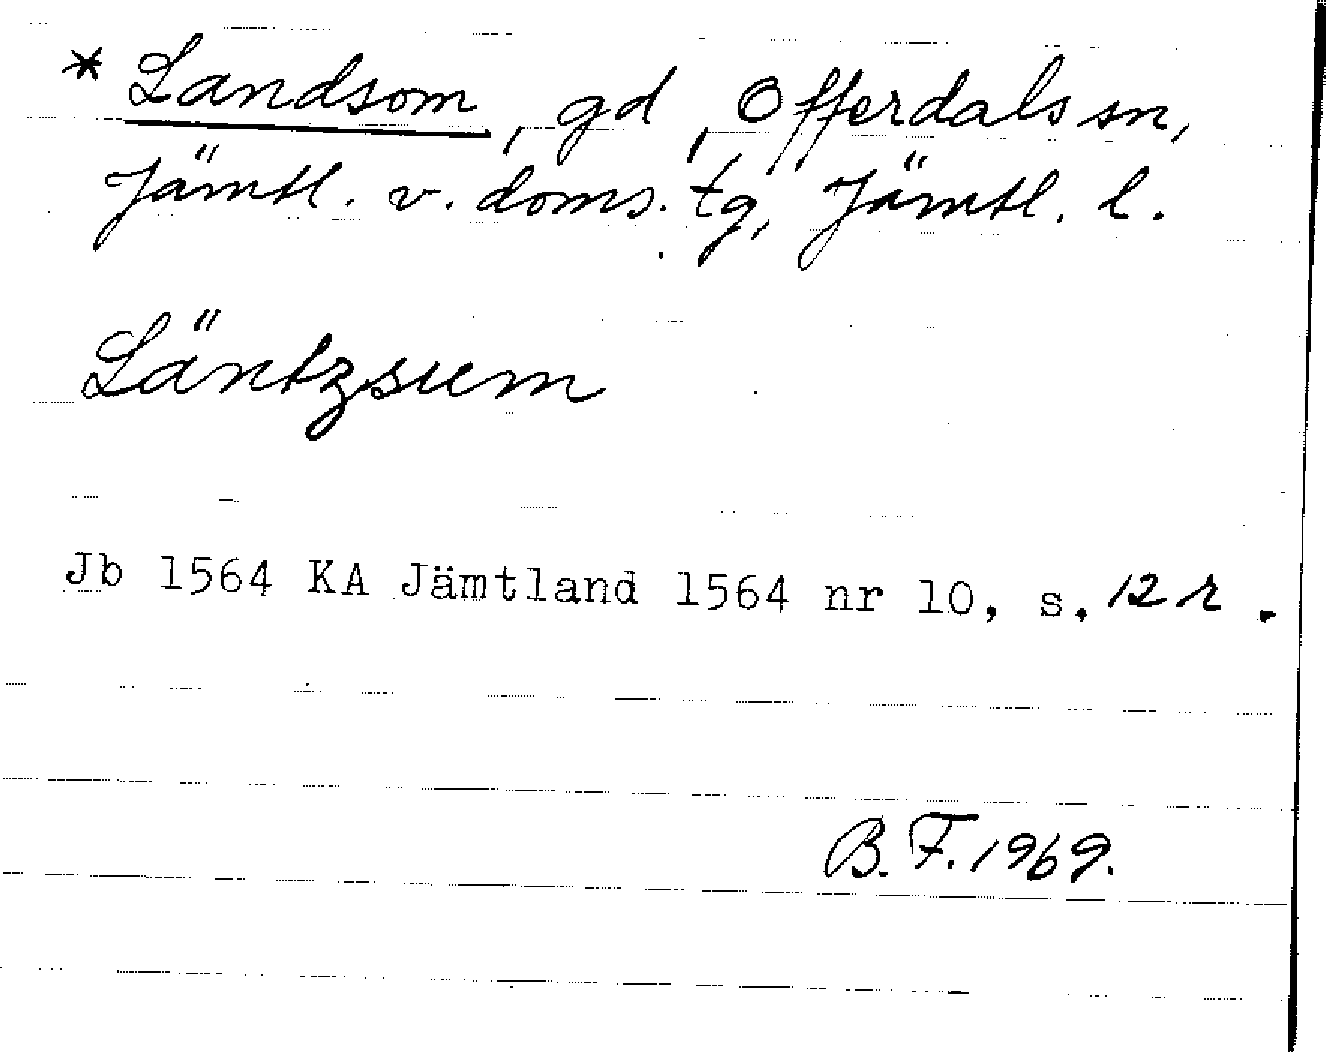 * Landsom, gd, Offerdals sn,
Jämtl. v. doms. tg, Jämtl. l.
Läntzsum
Jb 1564 KA Jämtland 1564 nr 10, s. 12 r.
B. F. 1969.